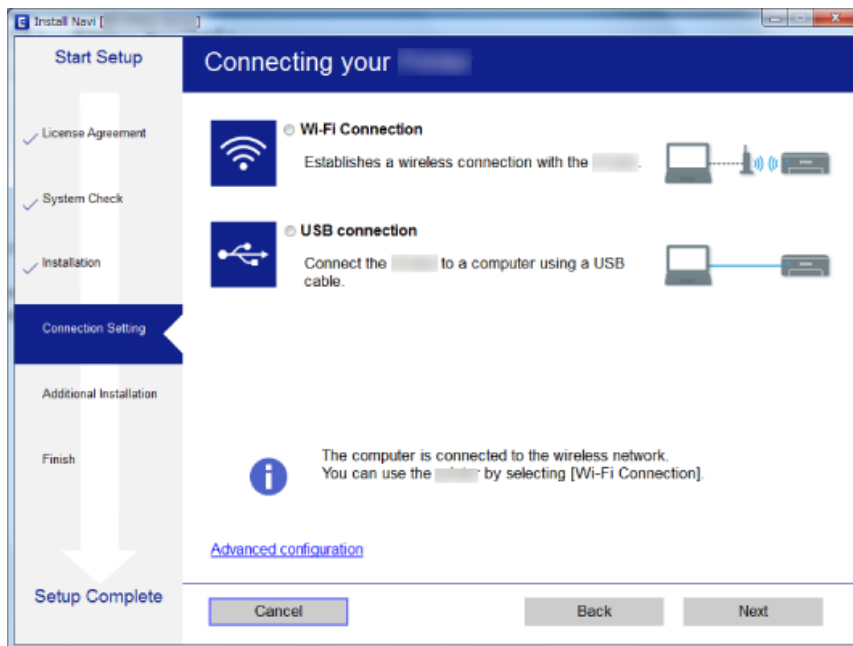 E Install Navi [ ]
Start Setup
License Agreement
System Check
Installation
Connection Setting
Additional Installation
Finish
Setup Complete
Connecting your
Wi-Fi Connection
Establishes a wireless connection with the .
USB connection
Connect the to a computer using a USB
cable.
The computer is connected to the wireless network.
You can use the by selecting [Wi-Fi Connection].
Advanced configuration
Cancel
Back
Next